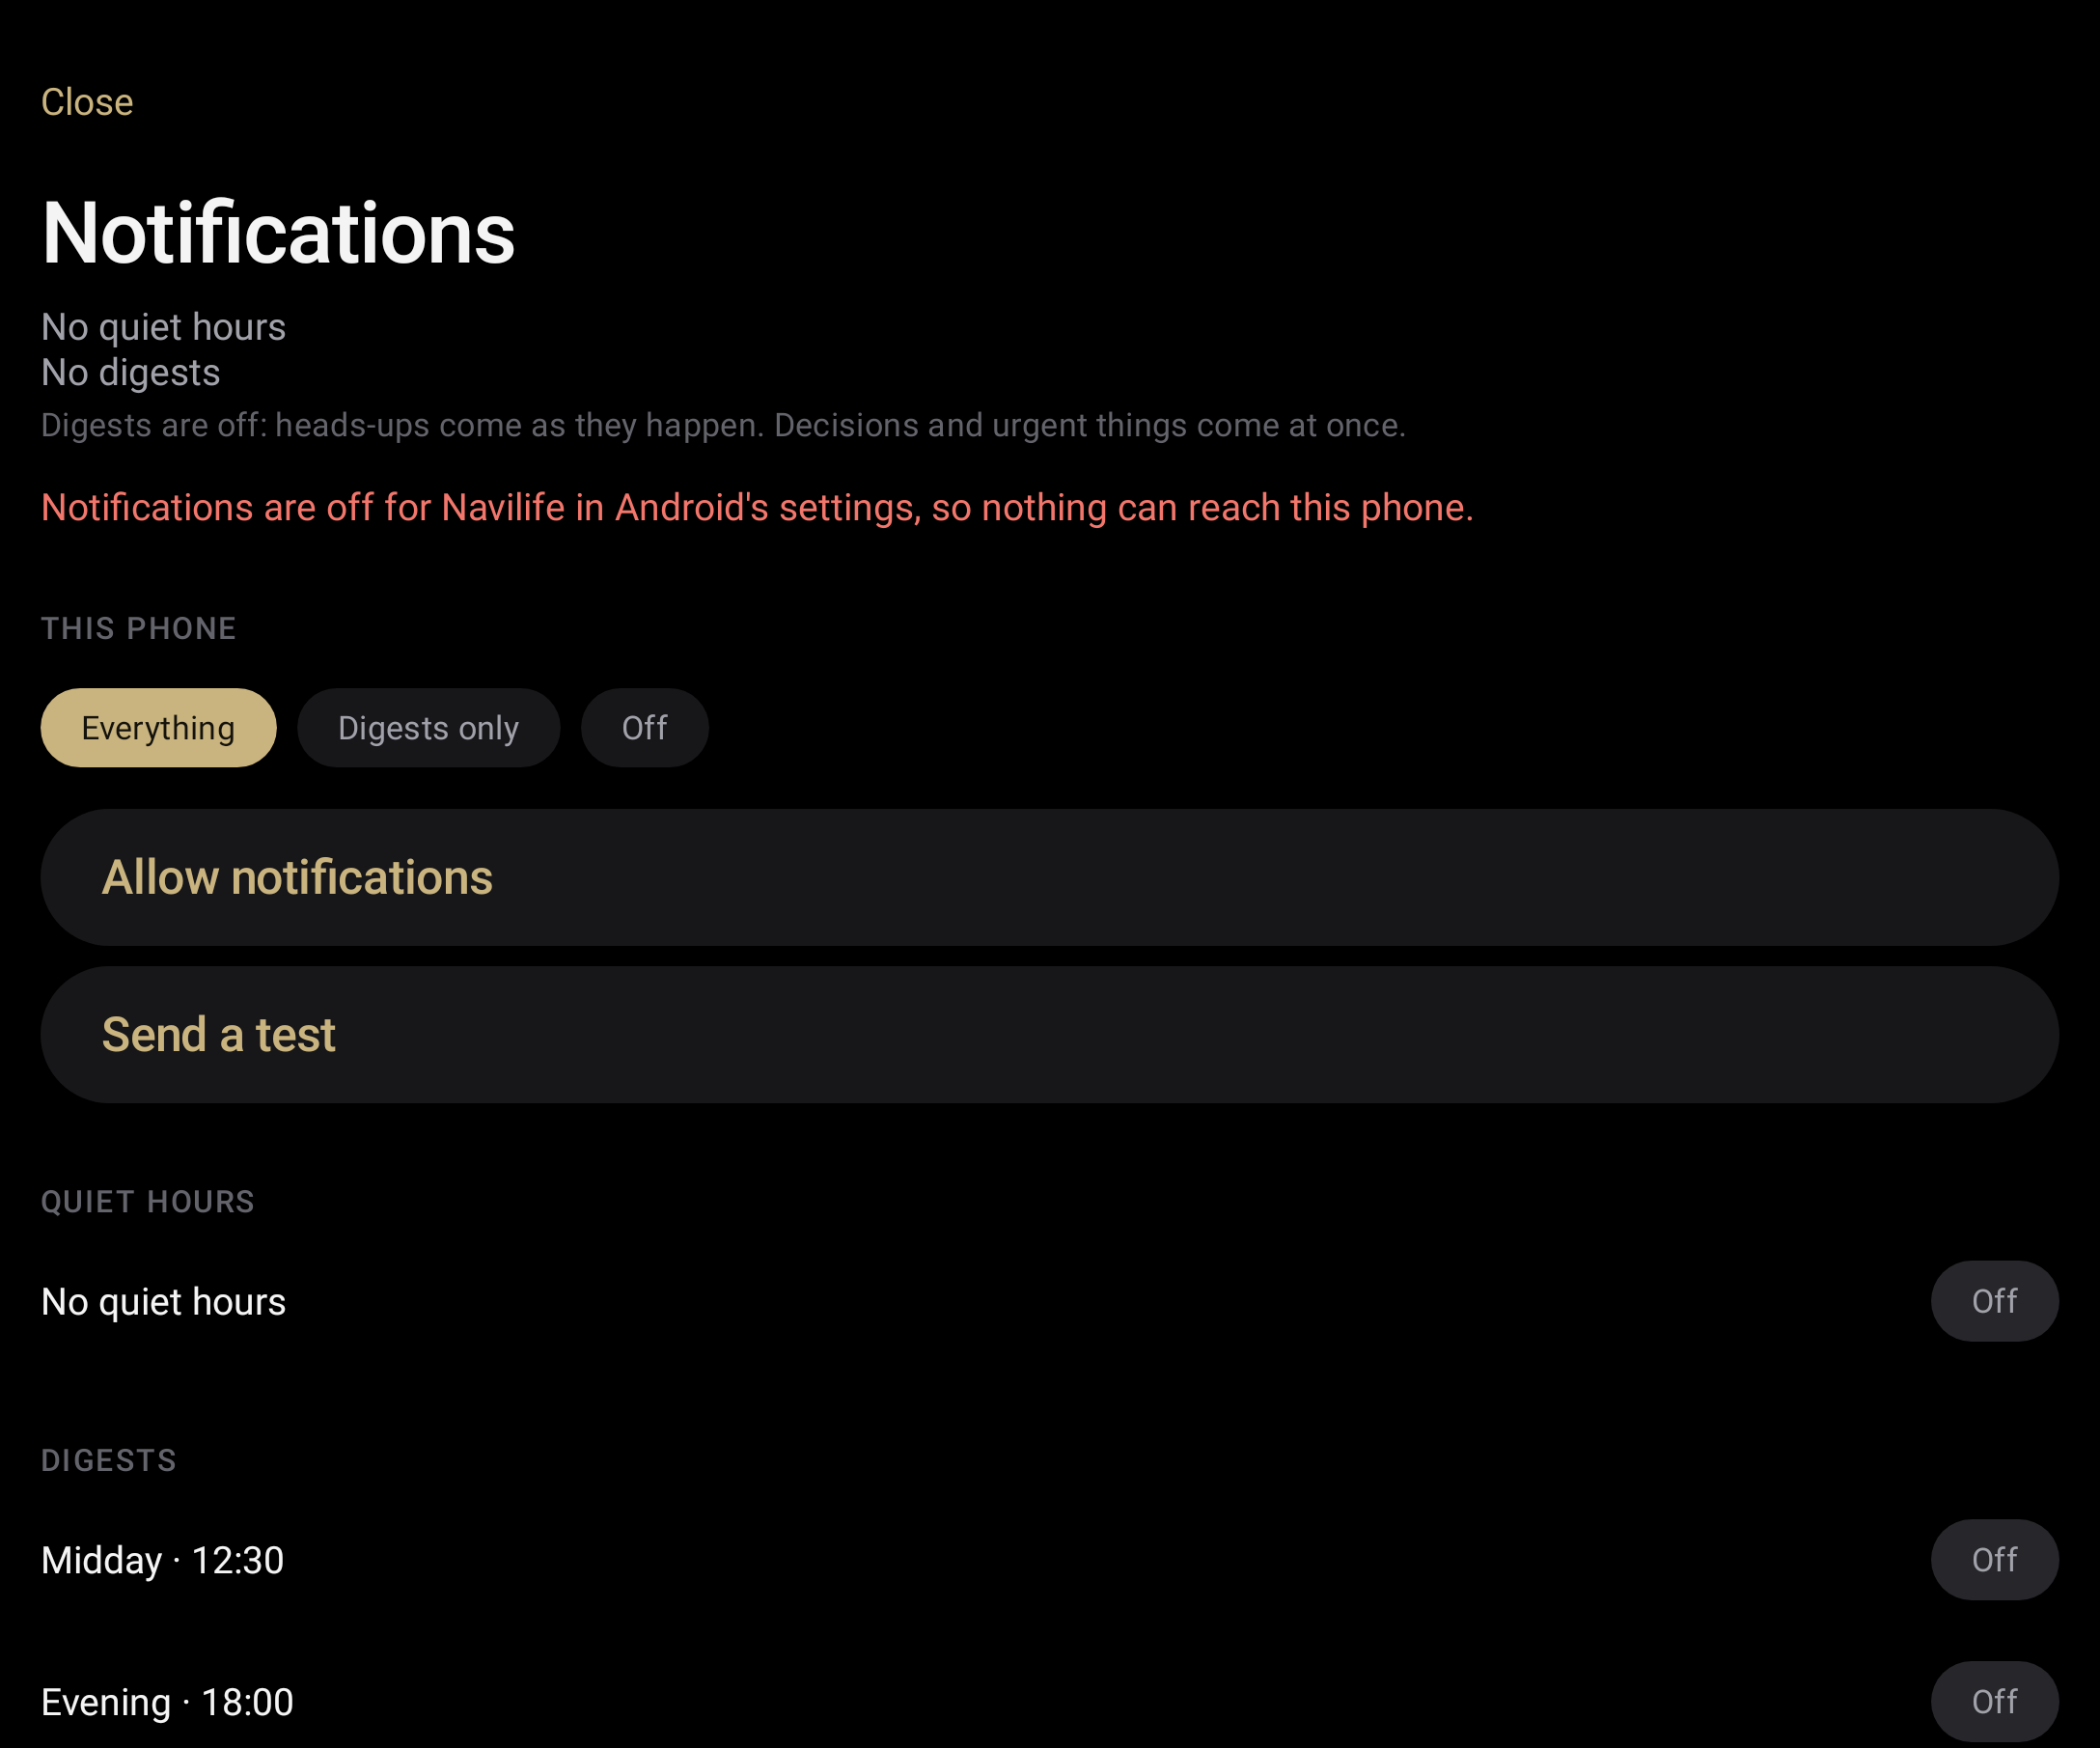 Close
Notifications
No quiet hours
No digests
Digests are off: heads-ups come as they happen. Decisions and urgent things come at once.
Notifications are off for Navilife in Android's settings, so nothing can reach this phone.
THIS PHONE
Everything
Digests only
Off
Allow notifications
Send a test
QUIET HOURS
No quiet hours
Off
DIGESTS
Midday · 12:30
Off
Evening · 18:00
Off